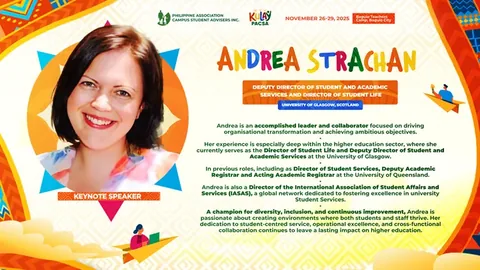 PHILIPPINE ASSOCIATION
CAMPUS STUDENT ADVISERS INC.
KULAY
PACSA
NOVEMBER 26-29, 2025
Baguio Teachers
Camp, Baguio City
ANDREA STRACHAN
DEPUTY DIRECTOR OF STUDENT AND ACADEMIC
SERVICES AND DIRECTOR OF STUDENT LIFE
UNIVERSITY OF GLASGOW, SCOTLAND
Andrea is an accomplished leader and collaborator focused on driving
organisational transformation and achieving ambitious objectives.
Her experience is especially deep within the higher education sector, where she
currently serves as the Director of Student Life and Deputy Director of Student and
Academic Services at the University of Glasgow.
In previous roles, including as Director of Student Services, Deputy Academic
Registrar and Acting Academic Registrar at the University of Queensland.
Andrea is also a Director of the International Association of Student Affairs and
Services (IASAS), a global network dedicated to fostering excellence in university
Student Services.
A champion for diversity, inclusion, and continuous improvement, Andrea is
passionate about creating environments where both students and staff thrive. Her
dedication to student-centred service, operational excellence, and cross-functional
collaboration continues to leave a lasting impact on higher education.
KEYNOTE SPEAKER